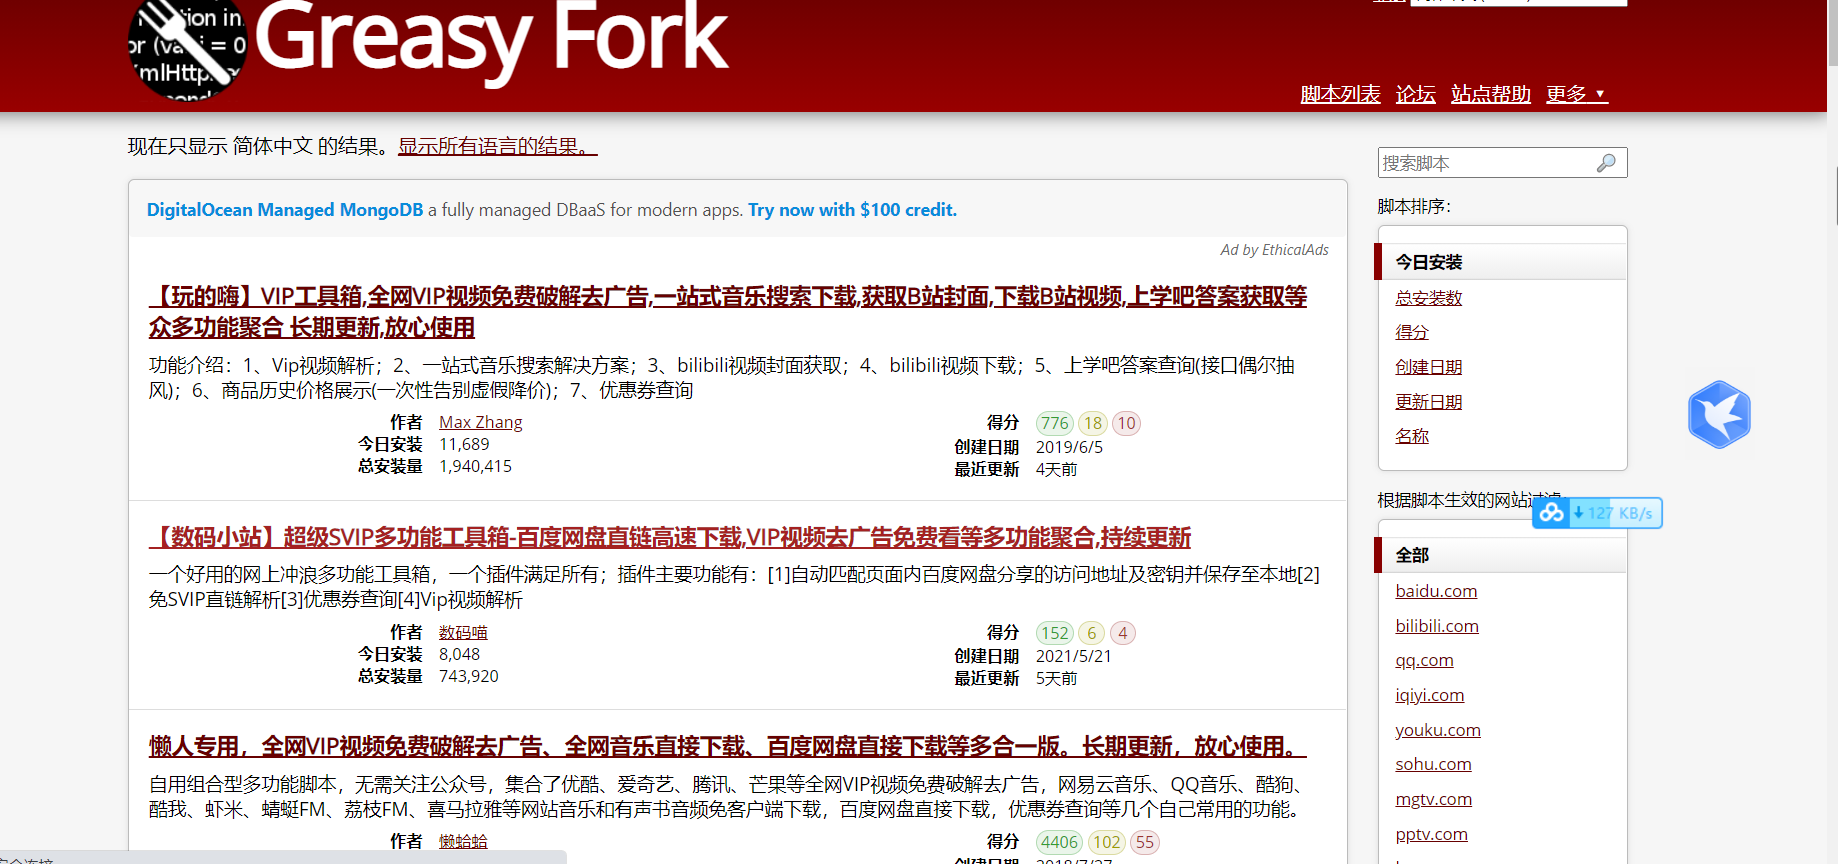 tion in
or (va i = 0
XmlHttp
Greasy Fork
脚本列表 论坛 站点帮助 更多 ▼
现在只显示 简体中文 的结果。显示所有语言的结果。
DigitalOcean Managed MongoDB a fully managed DBaaS for modern apps. Try now with $100 credit.
Ad by EthicalAds
【玩的嗨】VIP工具箱,全网VIP视频免费破解去广告,一站式音乐搜索下载,获取B站封面,下载B站视频,上学吧答案获取等
众多功能聚合 长期更新,放心使用
功能介绍：1、Vip视频解析；2、一站式音乐搜索解决方案；3、bilibili视频封面获取；4、bilibili视频下载；5、上学吧答案查询(接口偶尔抽
风)；6、商品历史价格展示(一次性告别虚假降价)；7、优惠券查询
作者 Max Zhang
今日安装 11,689
总安装量 1,940,415
得分 776 18 10
创建日期 2019/6/5
最近更新 4天前
【数码小站】超级SVIP多功能工具箱-百度网盘直链高速下载,VIP视频去广告免费看等多功能聚合,持续更新
一个好用的网上冲浪多功能工具箱，一个插件满足所有；插件主要功能有：[1]自动匹配页面内百度网盘分享的访问地址及密钥并保存至本地[2]
免SVIP直链解析[3]优惠券查询[4]Vip视频解析
作者 数码喵
今日安装 8,048
总安装量 743,920
得分 152 6 4
创建日期 2021/5/21
最近更新 5天前
懒人专用，全网VIP视频免费破解去广告、全网音乐直接下载、百度网盘直接下载等多合一版。长期更新，放心使用。
自用组合型多功能脚本，无需关注公众号，集合了优酷、爱奇艺、腾讯、芒果等全网VIP视频免费破解去广告，网易云音乐、QQ音乐、酷狗、
酷我、虾米、蜻蜓FM、荔枝FM、喜马拉雅等网站音乐和有声书音频免客户端下载，百度网盘直接下载，优惠券查询等几个自己常用的功能。
作者 懒蛤蛤
得分 4406 102 55
创建日期 2018/7/27
搜索脚本
脚本排序：
今日安装
总安装数
得分
创建日期
更新日期
名称
根据脚本生效的网站过滤
127 KB/s
全部
baidu.com
bilibili.com
qq.com
iqiyi.com
youku.com
sohu.com
mgtv.com
pptv.com